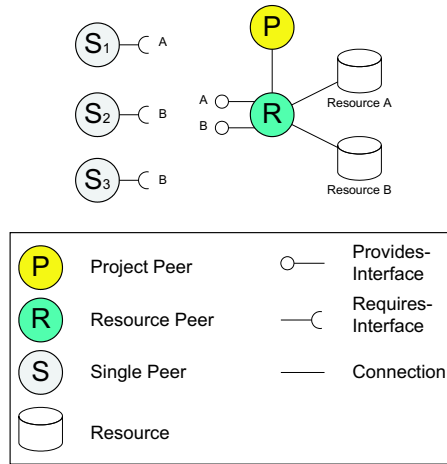 P
S1 A
A
Resource A
S2 B
B
R
S3 B
Resource B
P Project Peer
Provides-
Interface
R Resource Peer
Requires-
Interface
S Single Peer
Connection
Resource